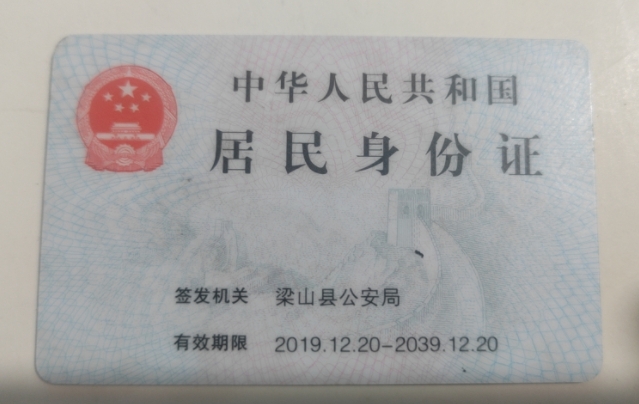 中华人民共和国
居民身份证
签发机关 梁山县公安局
有效期限 2019.12.20-2039.12.20